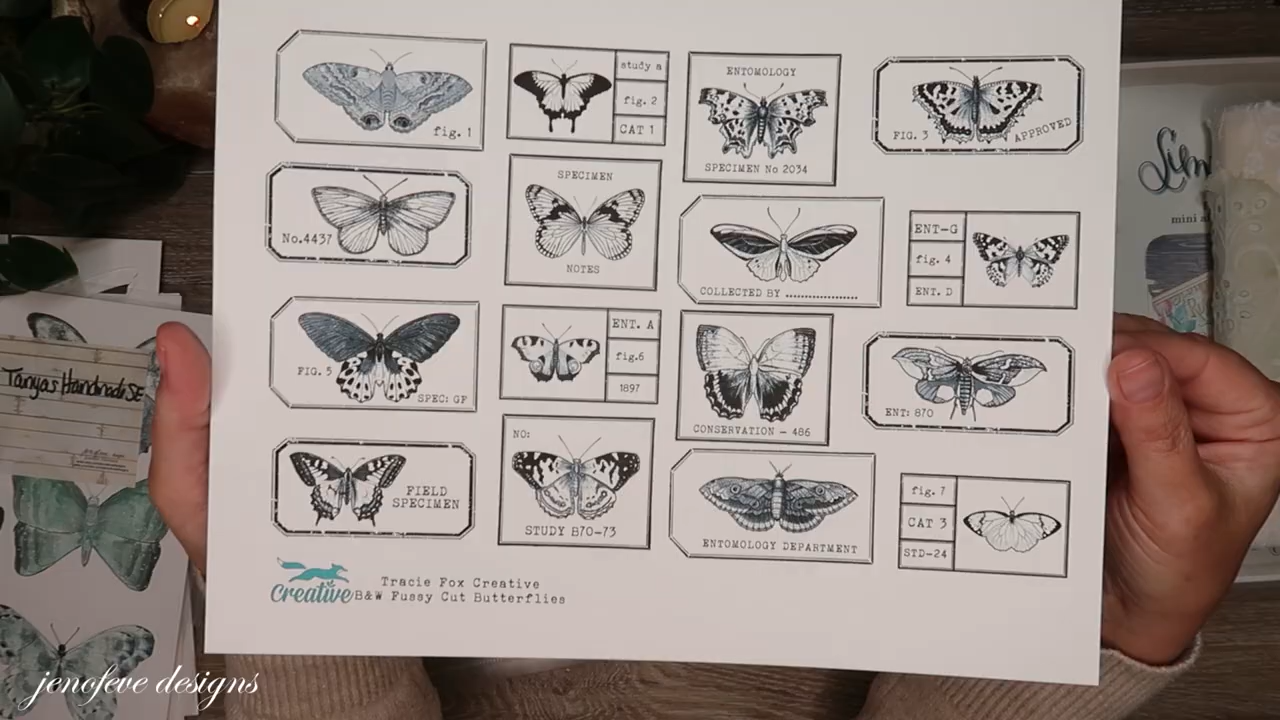 fig. 1
study a
fig. 2
CAT 1
ENTOMOLOGY
SPECIMEN No 2034
FIG. 3
APPROVED
No.4437
SPECIMEN
NOTES
COLLECTED BY ..................
ENT-G
fig. 4
ENT. D
FIG. 5
SPEC: GF
ENT. A
fig.6
1897
CONSERVATION - 486
ENT: 870
FIELD
SPECIMEN
NO:
STUDY B70-73
ENTOMOLOGY DEPARTMENT
fig. 7
CAT 3
STD-24
Creative
Tracie Fox Creative
B&W Fussy Cut Butterflies
mini a
jenofeve designs